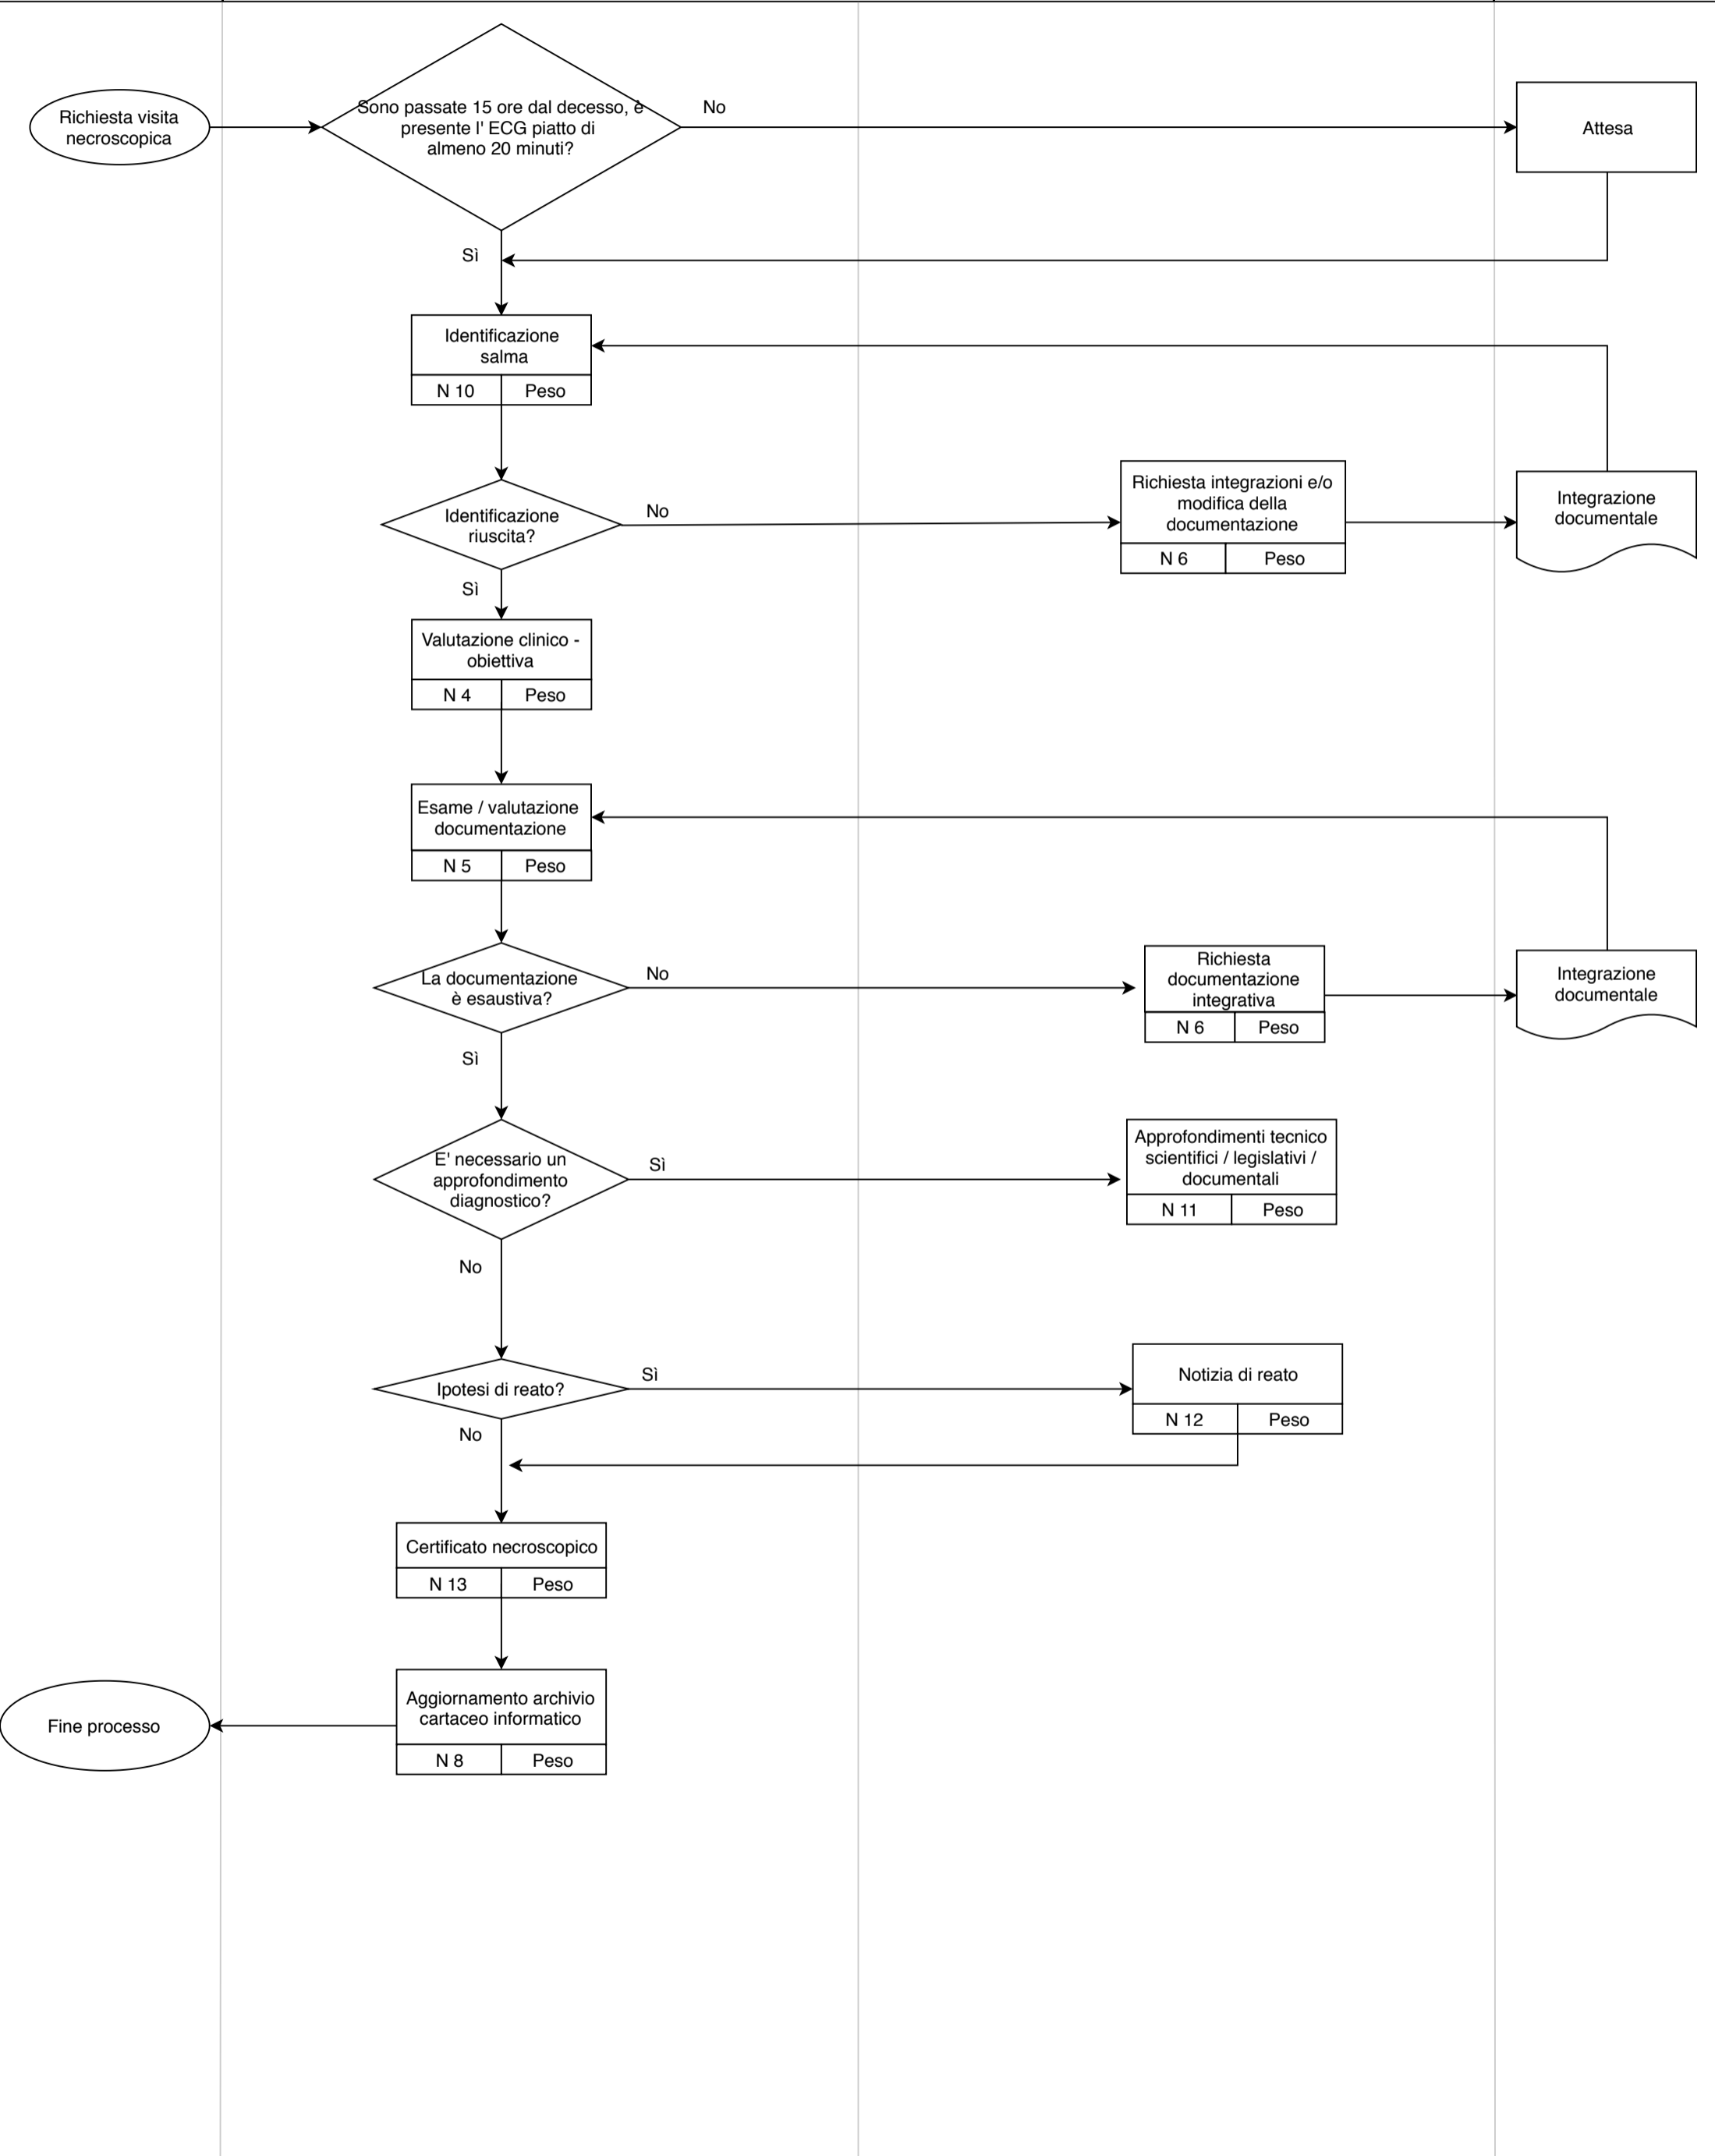 Richiesta visita
necroscopica
Sono passate 15 ore dal decesso, è
presente l' ECG piatto di
almeno 20 minuti?
No
Attesa
Sì
Identificazione
salma
N 10
Peso
Identificazione
riuscita?
No
Richiesta integrazioni e/o
modifica della
documentazione
N 6
Peso
Integrazione
documentale
Sì
Valutazione clinico -
obiettiva
N 4
Peso
Esame / valutazione
documentazione
N 5
Peso
La documentazione
è esaustiva?
No
Richiesta
documentazione
integrativa
N 6
Peso
Integrazione
documentale
Sì
E' necessario un
approfondimento
diagnostico?
Sì
Approfondimenti tecnico
scientifici / legislativi /
documentali
N 11
Peso
No
Ipotesi di reato?
Sì
Notizia di reato
N 12
Peso
No
Certificato necroscopico
N 13
Peso
Aggiornamento archivio
cartaceo informatico
N 8
Peso
Fine processo